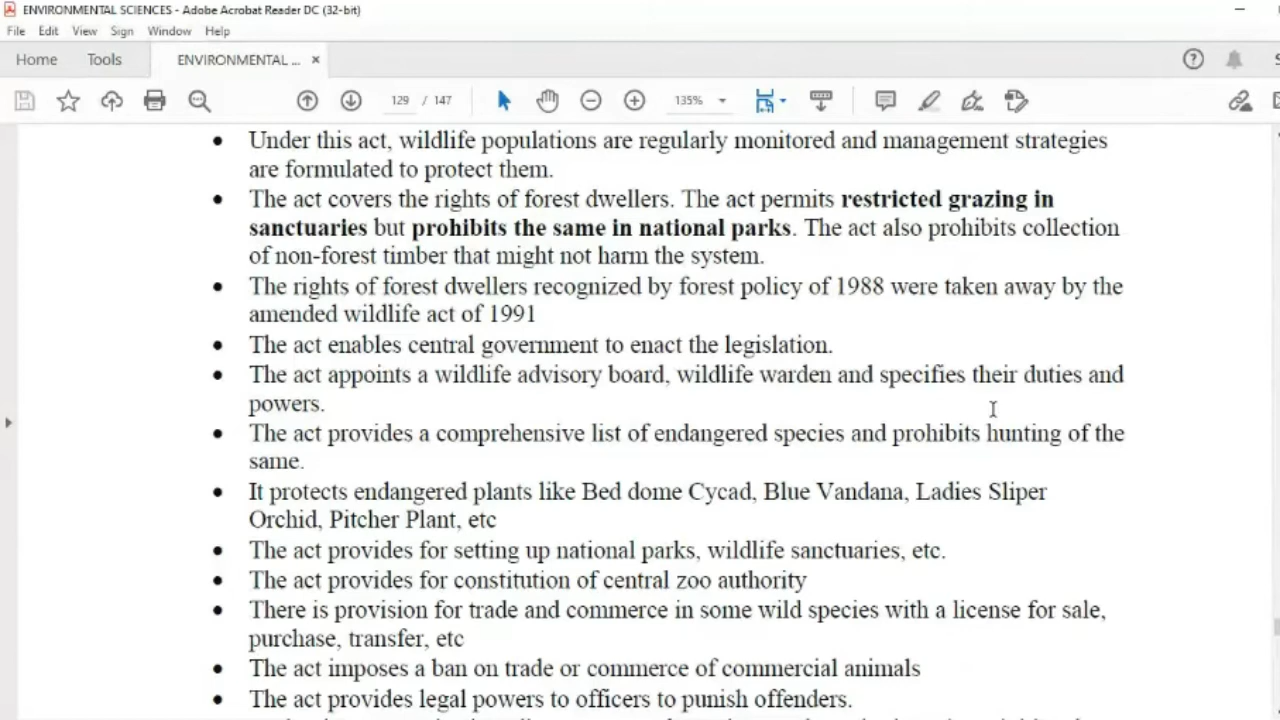 ENVIRONMENTAL SCIENCES - Adobe Acrobat Reader DC (32-bit)
File Edit View Sign Window Help
Home Tools ENVIRONMENTAL ... ×
129 / 147 135%
• Under this act, wildlife populations are regularly monitored and management strategies
are formulated to protect them.
• The act covers the rights of forest dwellers. The act permits restricted grazing in
sanctuaries but prohibits the same in national parks. The act also prohibits collection
of non-forest timber that might not harm the system.
• The rights of forest dwellers recognized by forest policy of 1988 were taken away by the
amended wildlife act of 1991
• The act enables central government to enact the legislation.
• The act appoints a wildlife advisory board, wildlife warden and specifies their duties and
powers.
• The act provides a comprehensive list of endangered species and prohibits hunting of the
same.
• It protects endangered plants like Bed dome Cycad, Blue Vandana, Ladies Sliper
Orchid, Pitcher Plant, etc
• The act provides for setting up national parks, wildlife sanctuaries, etc.
• The act provides for constitution of central zoo authority
• There is provision for trade and commerce in some wild species with a license for sale,
purchase, transfer, etc
• The act imposes a ban on trade or commerce of commercial animals
• The act provides legal powers to officers to punish offenders.